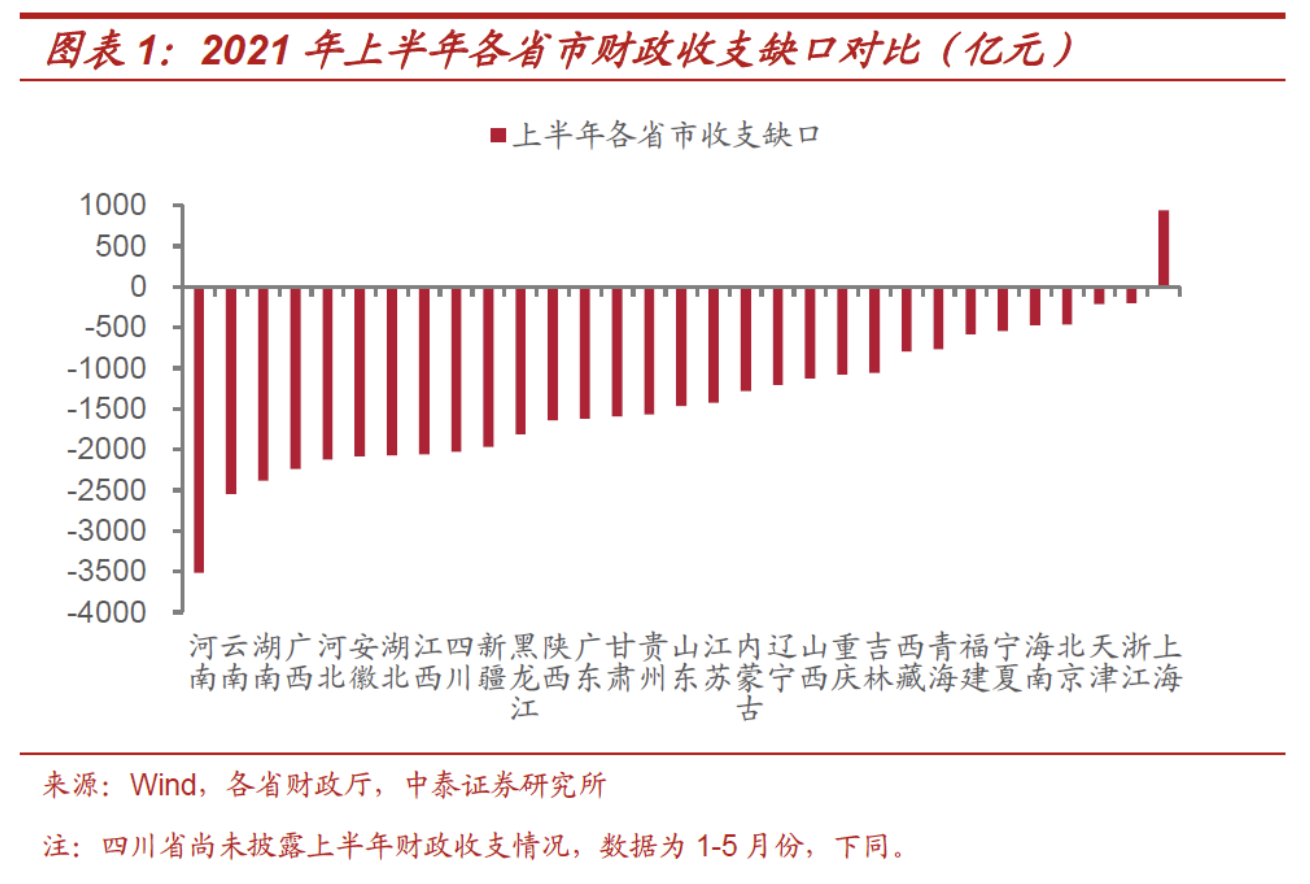 图表 1：2021 年上半年各省市财政收支缺口对比（亿元）
上半年各省市收支缺口
1000
500
0
-500
-1000
-1500
-2000
-2500
-3000
-3500
-4000
河南 云南 湖南 广西 河北 安徽 湖北 江西 四川 新疆 黑龙江 陕西 广东 甘肃 贵州 山东 江苏 内蒙古 辽宁 山西 重庆 吉林 西藏 青海 福建 宁夏 海南 北京 天津 浙江 上海
来源：Wind，各省财政厅，中泰证券研究所
注：四川省尚未披露上半年财政收支情况，数据为 1-5 月份，下同。